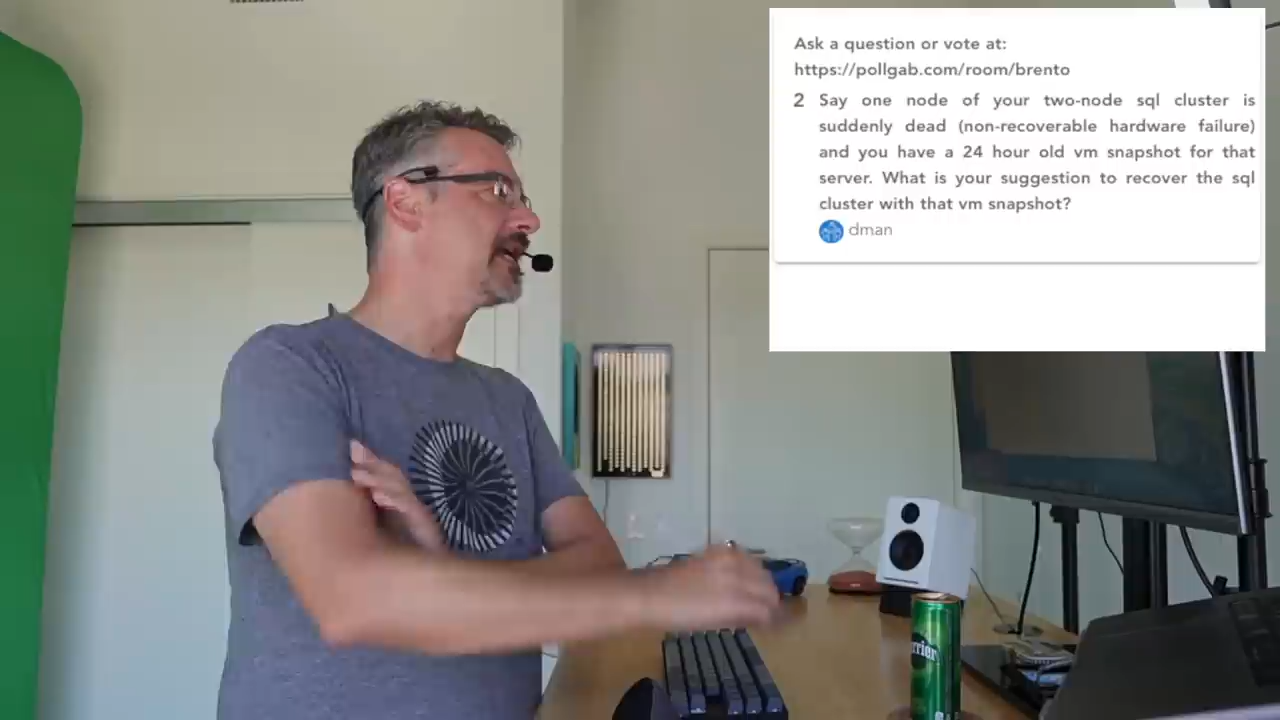 Ask a question or vote at:
https://pollgab.com/room/brento
2 Say one node of your two-node sql cluster is
suddenly dead (non-recoverable hardware failure)
and you have a 24 hour old vm snapshot for that
server. What is your suggestion to recover the sql
cluster with that vm snapshot?
dman